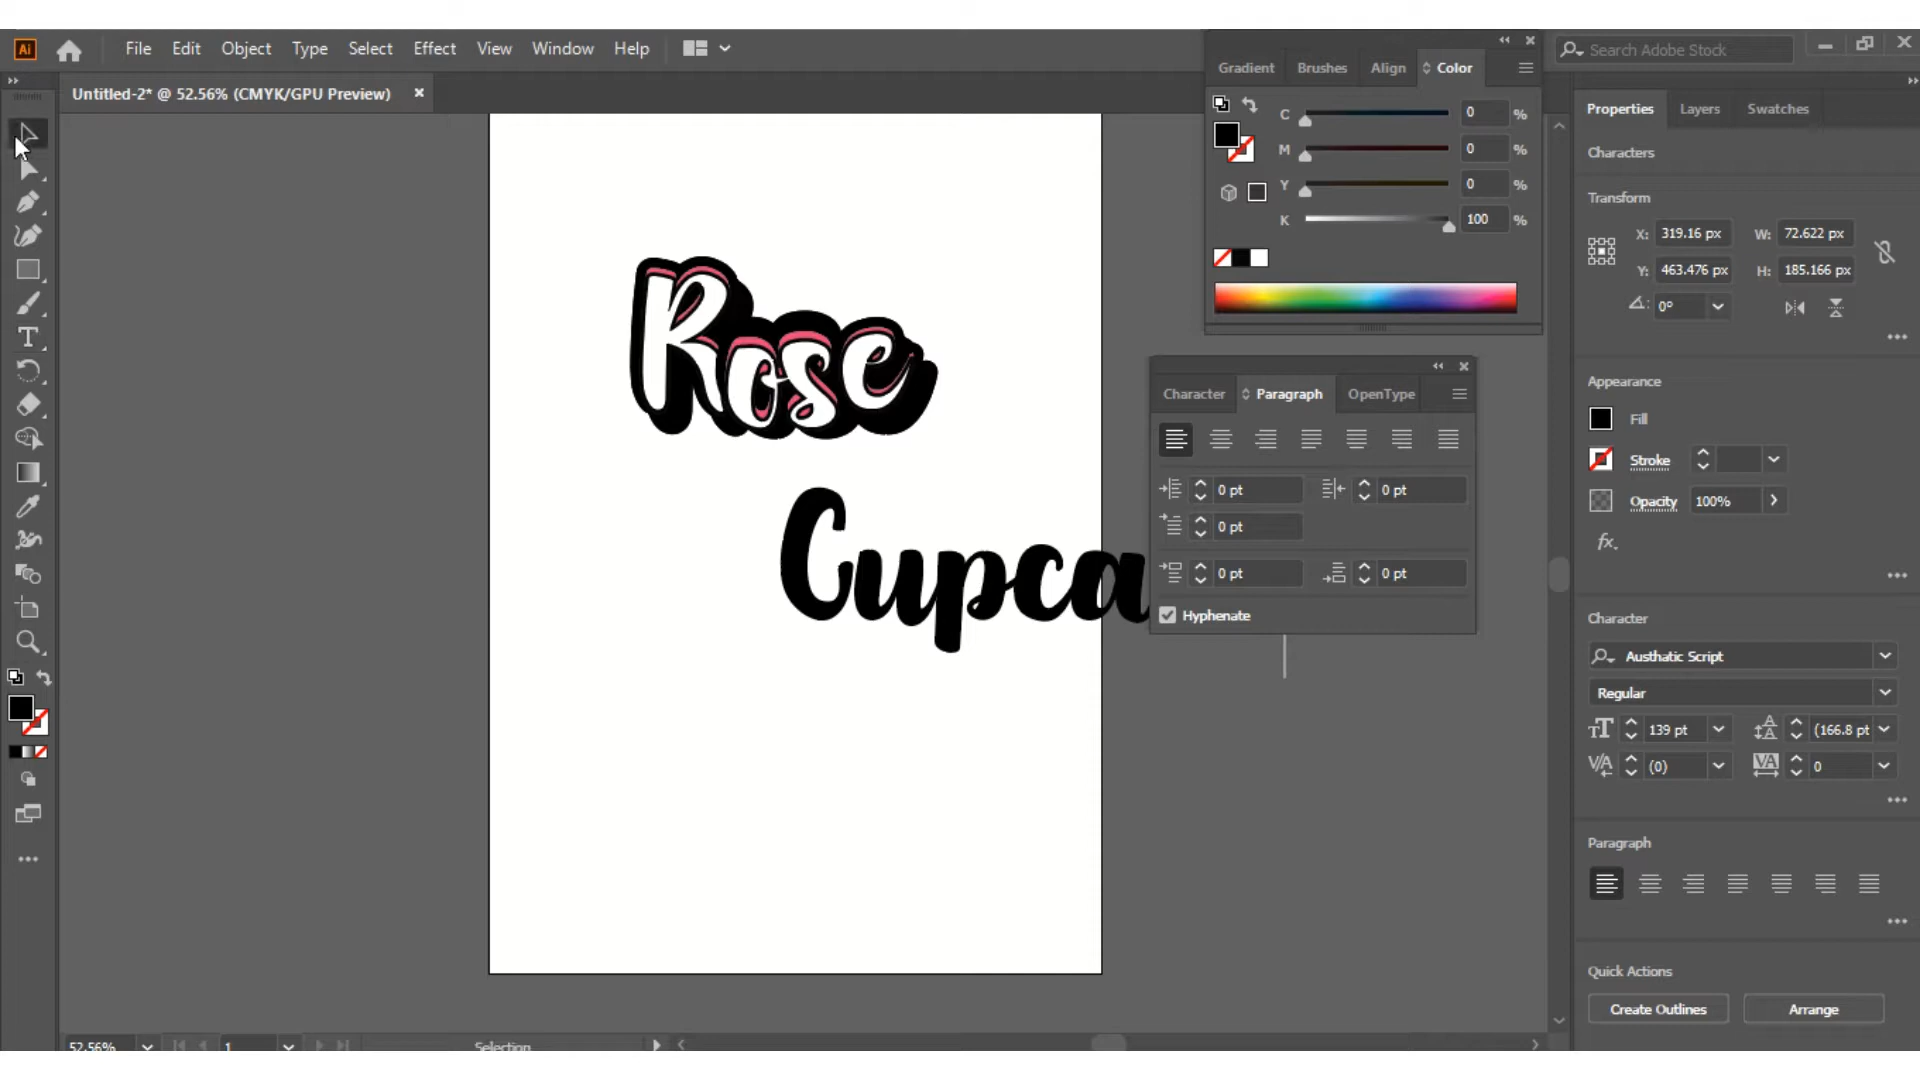 Ai File Edit Object Type Select Effect View Window Help
Search Adobe Stock
Untitled-2* @ 52.56% (CMYK/GPU Preview) ×
Gradient Brushes Align Color
C 0 %
M 0 %
Y 0 %
K 100 %
Rose
Cupca
Character Paragraph OpenType
0 pt 0 pt
0 pt
0 pt 0 pt
Hyphenate
Properties Layers Swatches
Characters
Transform
X: 319.16 px W: 72.622 px
Y: 463.476 px H: 185.166 px
0°
Appearance
Fill
Stroke
Opacity 100%
fx.
Character
Austhatic Script
Regular
139 pt (166.8 pt
(0) 0
Paragraph
Quick Actions
Create Outlines Arrange
52.56% 1 Selection